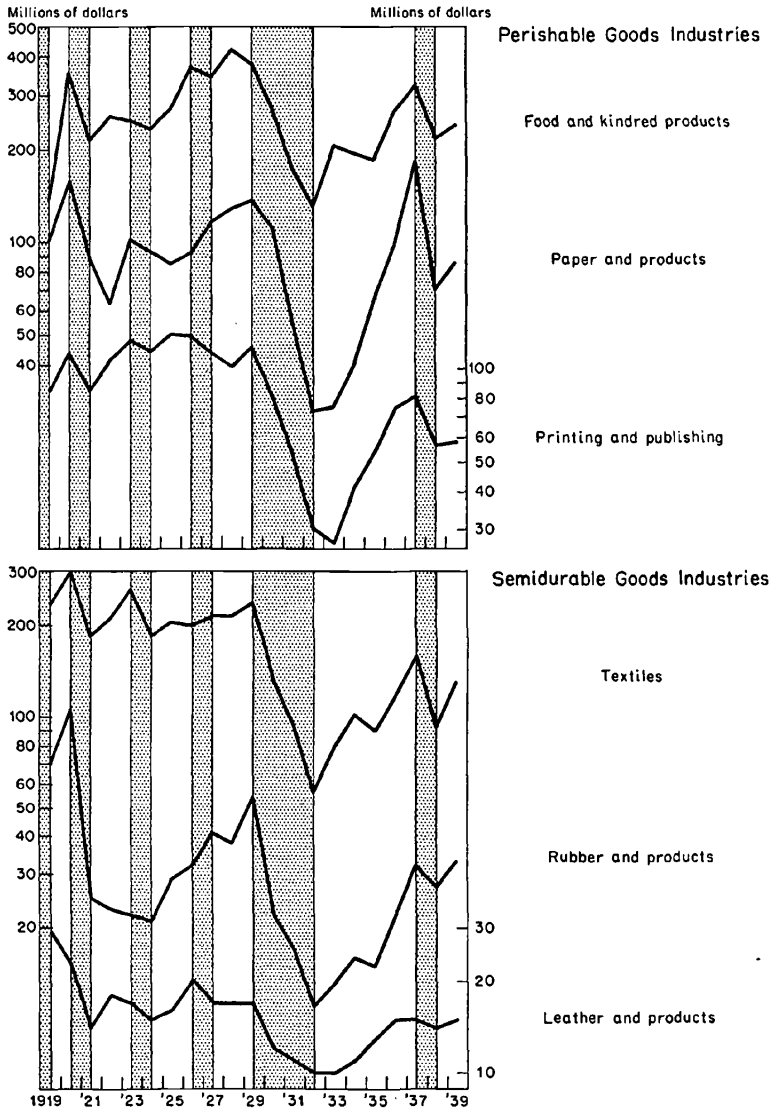 Millions of dollars
Millions of dollars
Perishable Goods Industries
500
400
300
200
100
80
60
50
40
100
80
60
50
40
30
Food and kindred products
Paper and products
Printing and publishing
Semidurable Goods Industries
300
200
100
80
60
50
40
30
20
30
20
10
Textiles
Rubber and products
Leather and products
1919 '21 '23 '25 '27 '29 '31 '33 '35 '37 '39